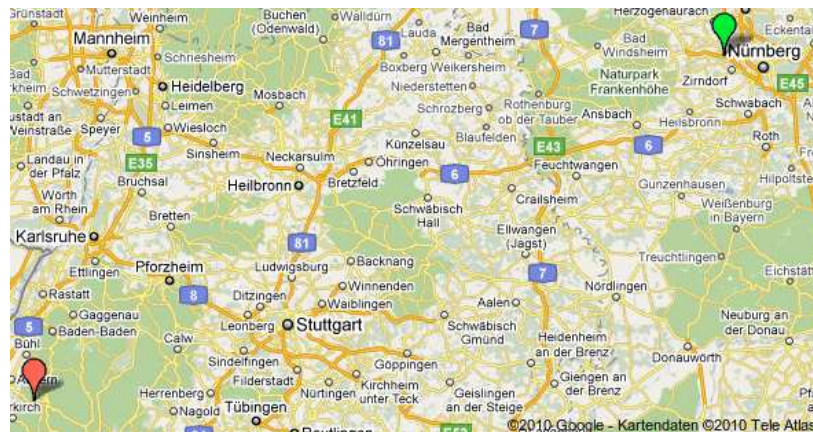 Weinheim
Buchen
(Odenwald)
Walldürn
Lauda
Bad
Mergentheim
7
Herzogenaurach
Mannheim
81
Bad
Windsheim
Eckenta
Nürnberg
Schriesheim
Boxberg
Weikersheim
Mutterstadt
Zirndorf
Heidelberg
Niederstetten
Naturpark
Frankenhöhe
E45
Schwetzingen
Mosbach
Leimen
Schrozberg
Rothenburg
ob der Tauber
Ansbach
Schwabach
E41
Speyer
5
Wiesloch
Künzelsau
Blaufelden
Heilsbronn
Roth
Sinsheim
Neckarsulm
Öhringen
E43
6
Landau in
der Pfalz
E35
Bruchsal
Heilbronn
Bretzfeld
6
Feuchtwangen
Gunzenhausen
Hilpoltste
Wörth
am Rhein
Crailsheim
Bretten
Schwäbisch
Hall
Weißenburg
in Bayern
Karlsruhe
81
Ellwangen
(Jagst)
Ettlingen
Pforzheim
Ludwigsburg
Backnang
7
Treuchtlingen
Eichstätt
Rastatt
8
Ditzingen
Winnenden
Nördlingen
Gaggenau
Waiblingen
Aalen
Neuburg an
der Donau
5
Baden-Baden
Leonberg
Stuttgart
Schwäbisch
Gmünd
Bühl
Calw
Heidenheim
an der Brenz
Donauwörth
Sindelfingen
Göppingen
Filderstadt
Kirchheim
unter Teck
Giengen an
der Brenz
Herrenberg
Nürtingen
Geislingen
an der Steige
Nagold
Tübingen
Reutlingen
E52
©2010 Google - Kartendaten ©2010 Tele Atlas